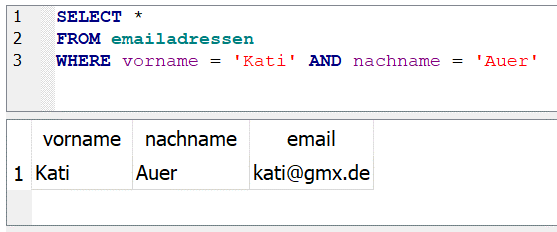 1 SELECT *
2 FROM emailadressen
3 WHERE vorname = 'Kati' AND nachname = 'Auer'
vorname nachname email
1 Kati Auer kati@gmx.de